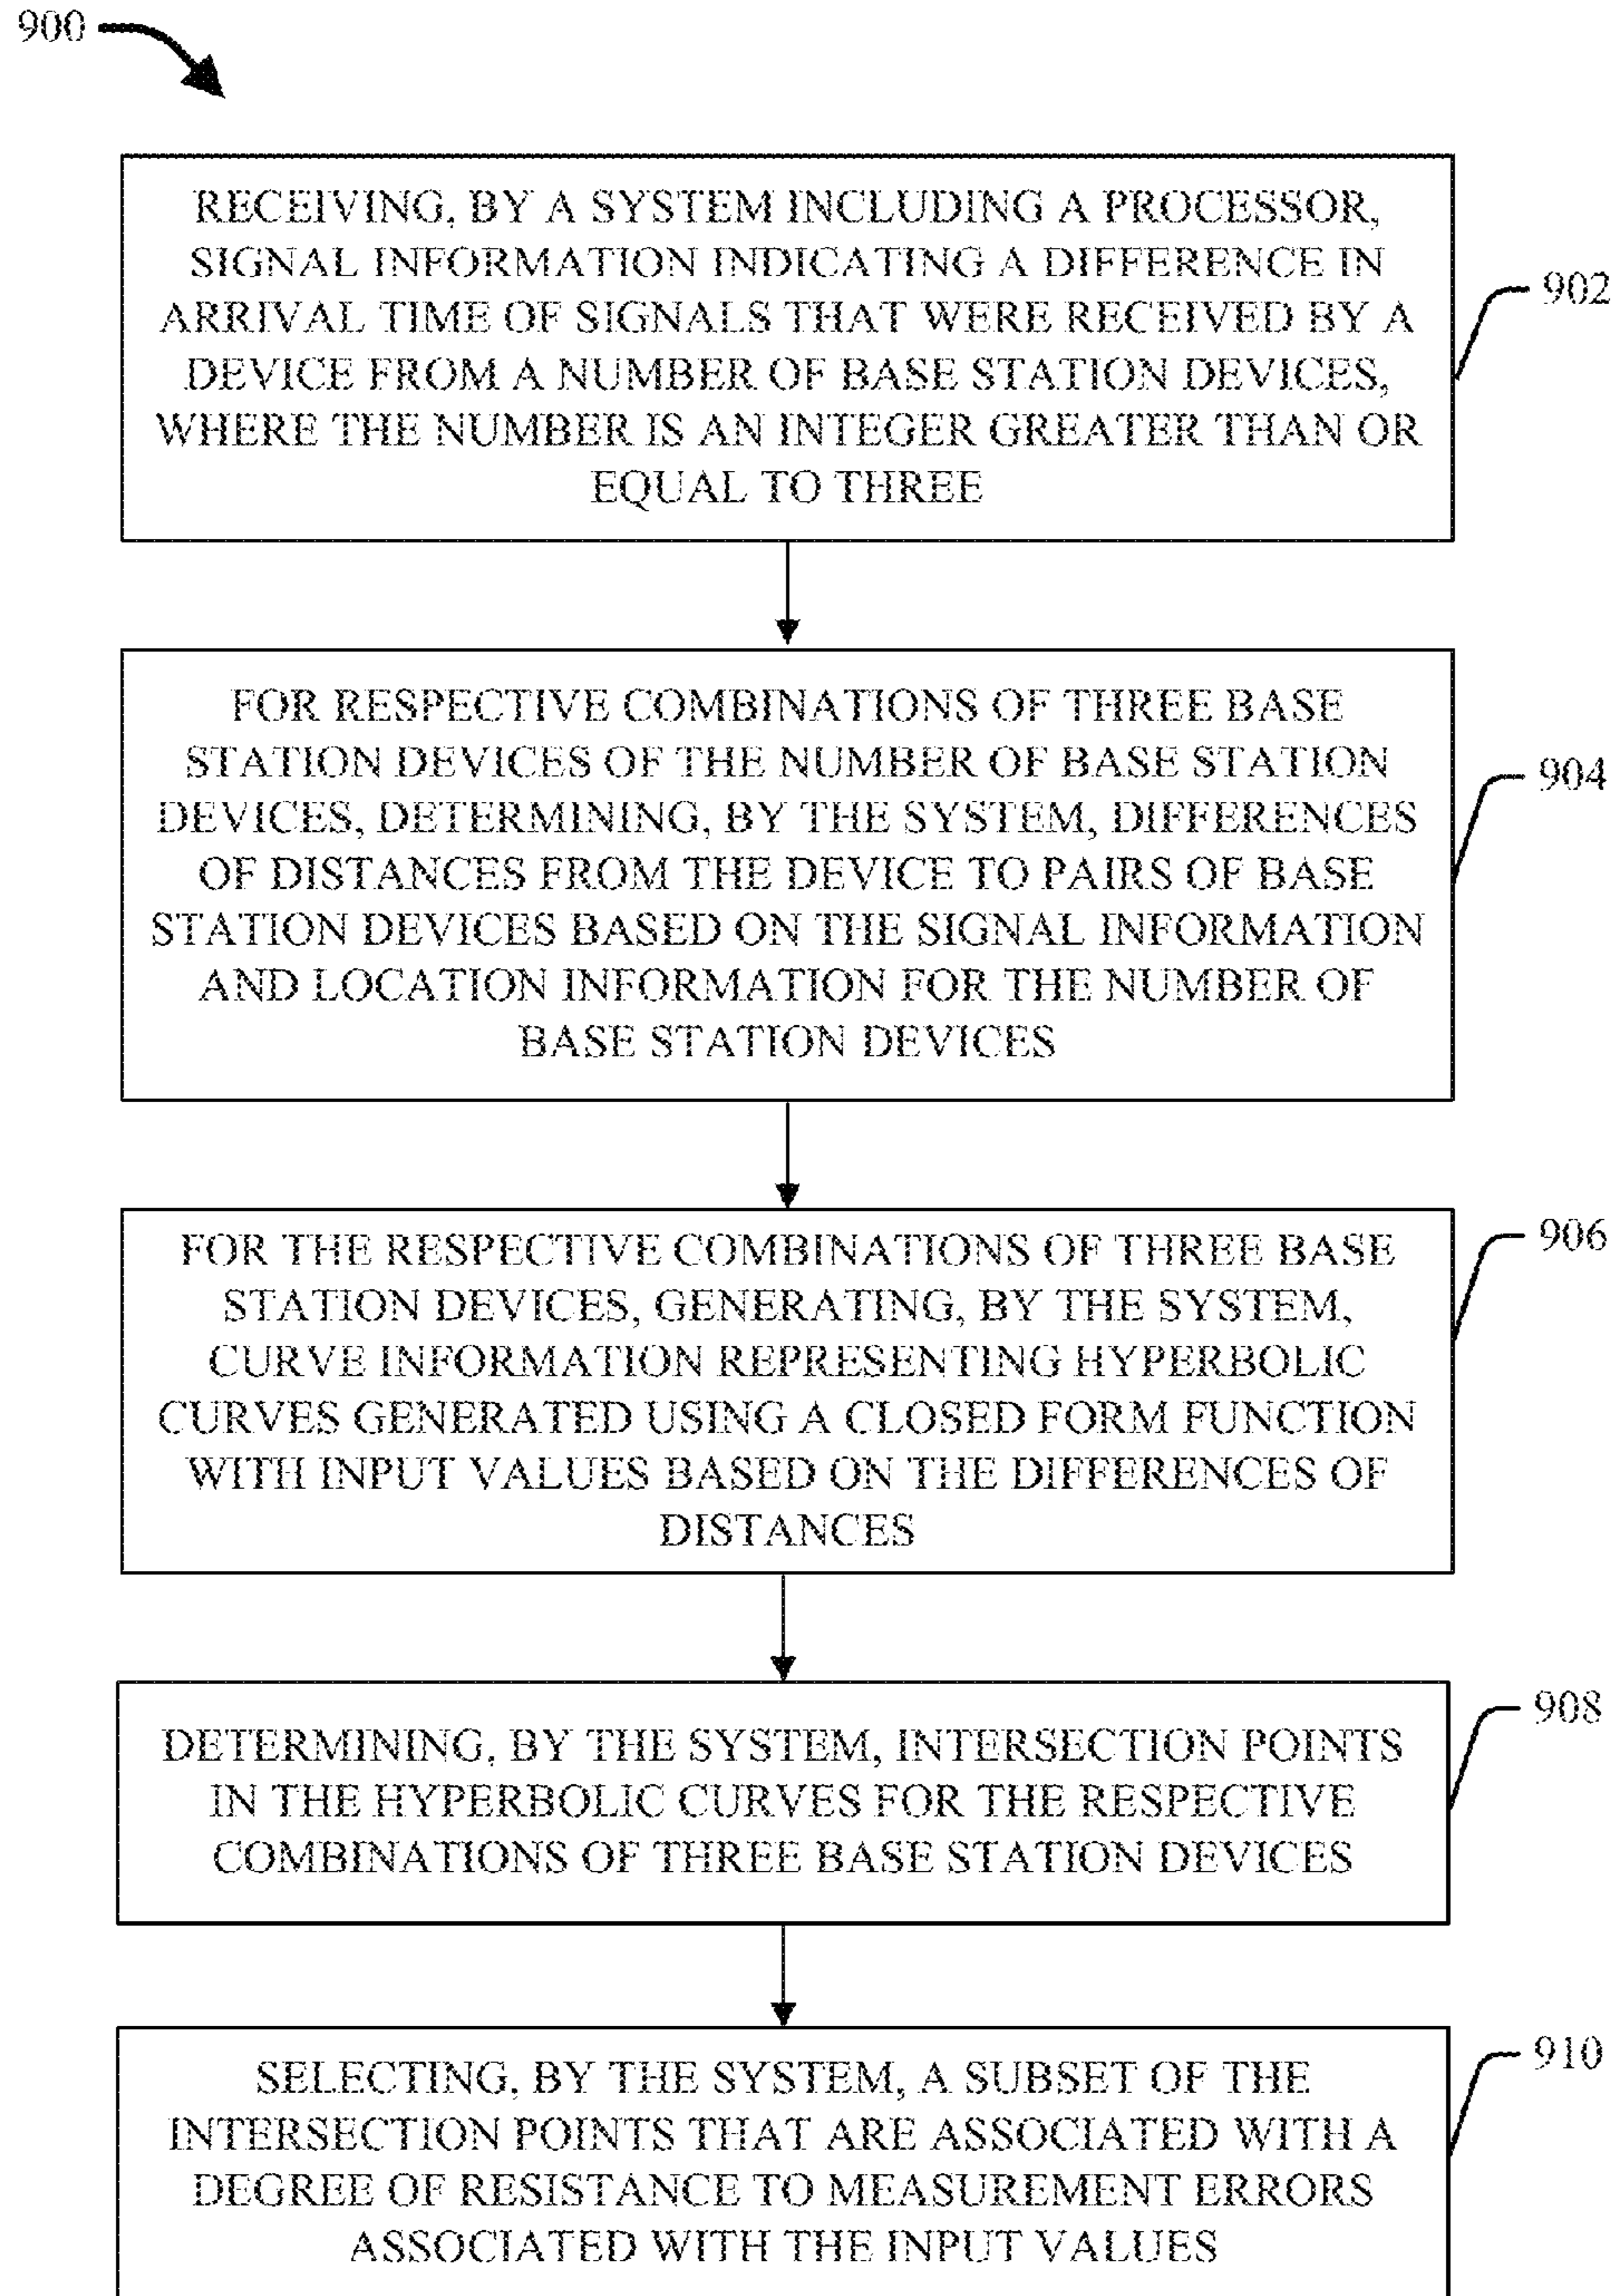 900
RECEIVING, BY A SYSTEM INCLUDING A PROCESSOR,
SIGNAL INFORMATION INDICATING A DIFFERENCE IN
ARRIVAL TIME OF SIGNALS THAT WERE RECEIVED BY A
DEVICE FROM A NUMBER OF BASE STATION DEVICES,
WHERE THE NUMBER IS AN INTEGER GREATER THAN OR
EQUAL TO THREE
902
FOR RESPECTIVE COMBINATIONS OF THREE BASE
STATION DEVICES OF THE NUMBER OF BASE STATION
DEVICES, DETERMINING, BY THE SYSTEM, DIFFERENCES
OF DISTANCES FROM THE DEVICE TO PAIRS OF BASE
STATION DEVICES BASED ON THE SIGNAL INFORMATION
AND LOCATION INFORMATION FOR THE NUMBER OF
BASE STATION DEVICES
904
FOR THE RESPECTIVE COMBINATIONS OF THREE BASE
STATION DEVICES, GENERATING, BY THE SYSTEM,
CURVE INFORMATION REPRESENTING HYPERBOLIC
CURVES GENERATED USING A CLOSED FORM FUNCTION
WITH INPUT VALUES BASED ON THE DIFFERENCES OF
DISTANCES
906
DETERMINING, BY THE SYSTEM, INTERSECTION POINTS
IN THE HYPERBOLIC CURVES FOR THE RESPECTIVE
COMBINATIONS OF THREE BASE STATION DEVICES
908
SELECTING, BY THE SYSTEM, A SUBSET OF THE
INTERSECTION POINTS THAT ARE ASSOCIATED WITH A
DEGREE OF RESISTANCE TO MEASUREMENT ERRORS
ASSOCIATED WITH THE INPUT VALUES
910